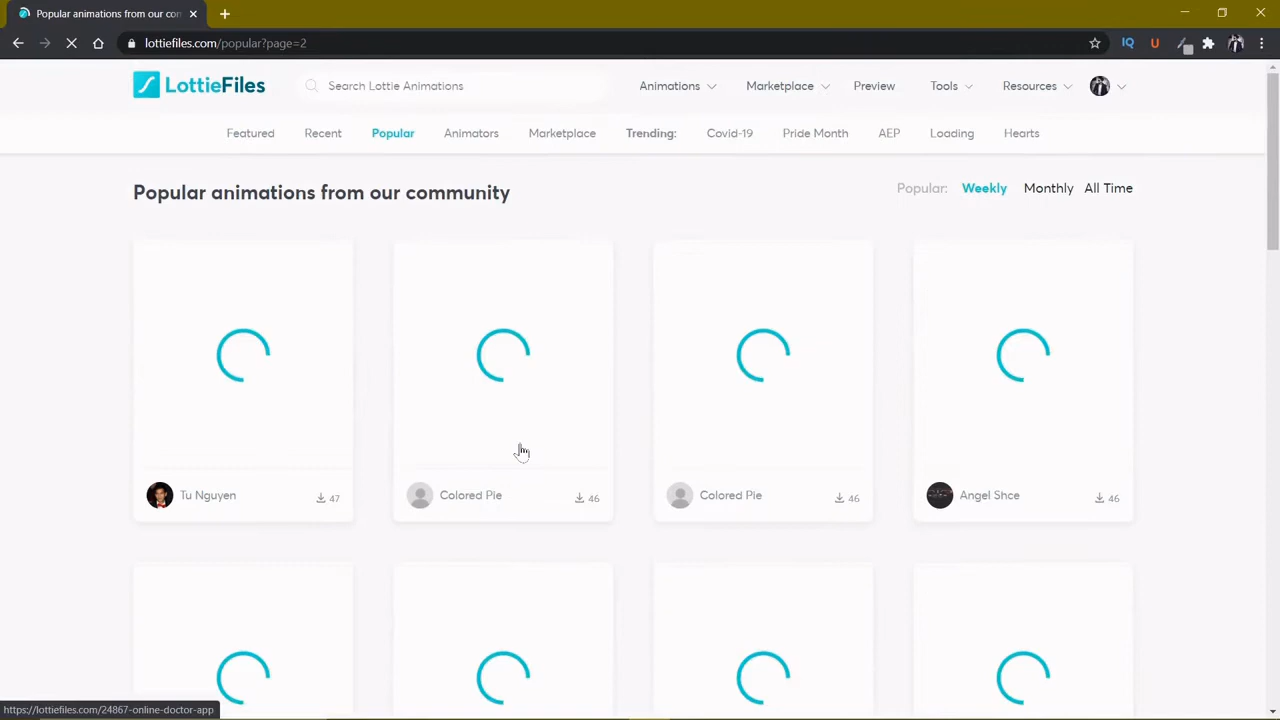 Popular animations from our com
lottiefiles.com/popular?page=2
LottieFiles
Search Lottie Animations
Animations
Marketplace
Preview
Tools
Resources
Featured
Recent
Popular
Animators
Marketplace
Trending:
Covid-19
Pride Month
AEP
Loading
Hearts
Popular animations from our community
Popular:
Weekly
Monthly
All Time
Tu Nguyen
47
Colored Pie
46
Colored Pie
46
Angel Shce
46
https://lottiefiles.com/24867-online-doctor-app